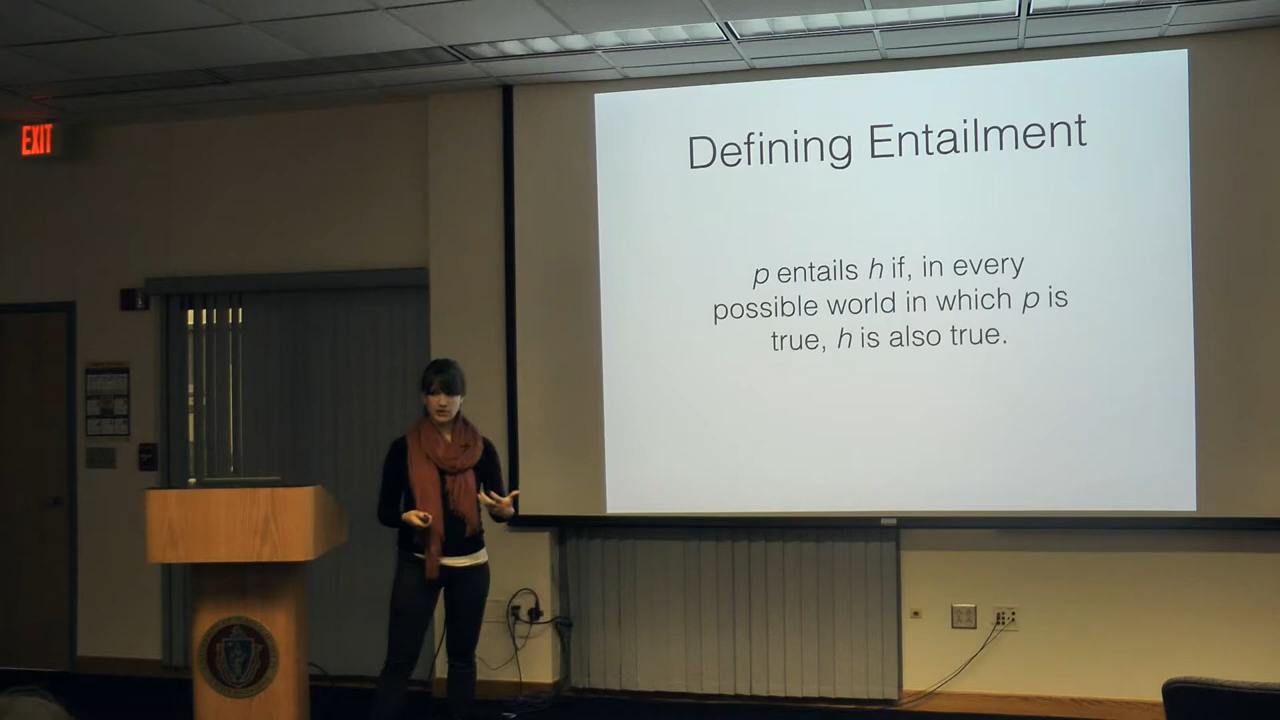 EXIT
Defining Entailment
p entails h if, in every
possible world in which p is
true, h is also true.